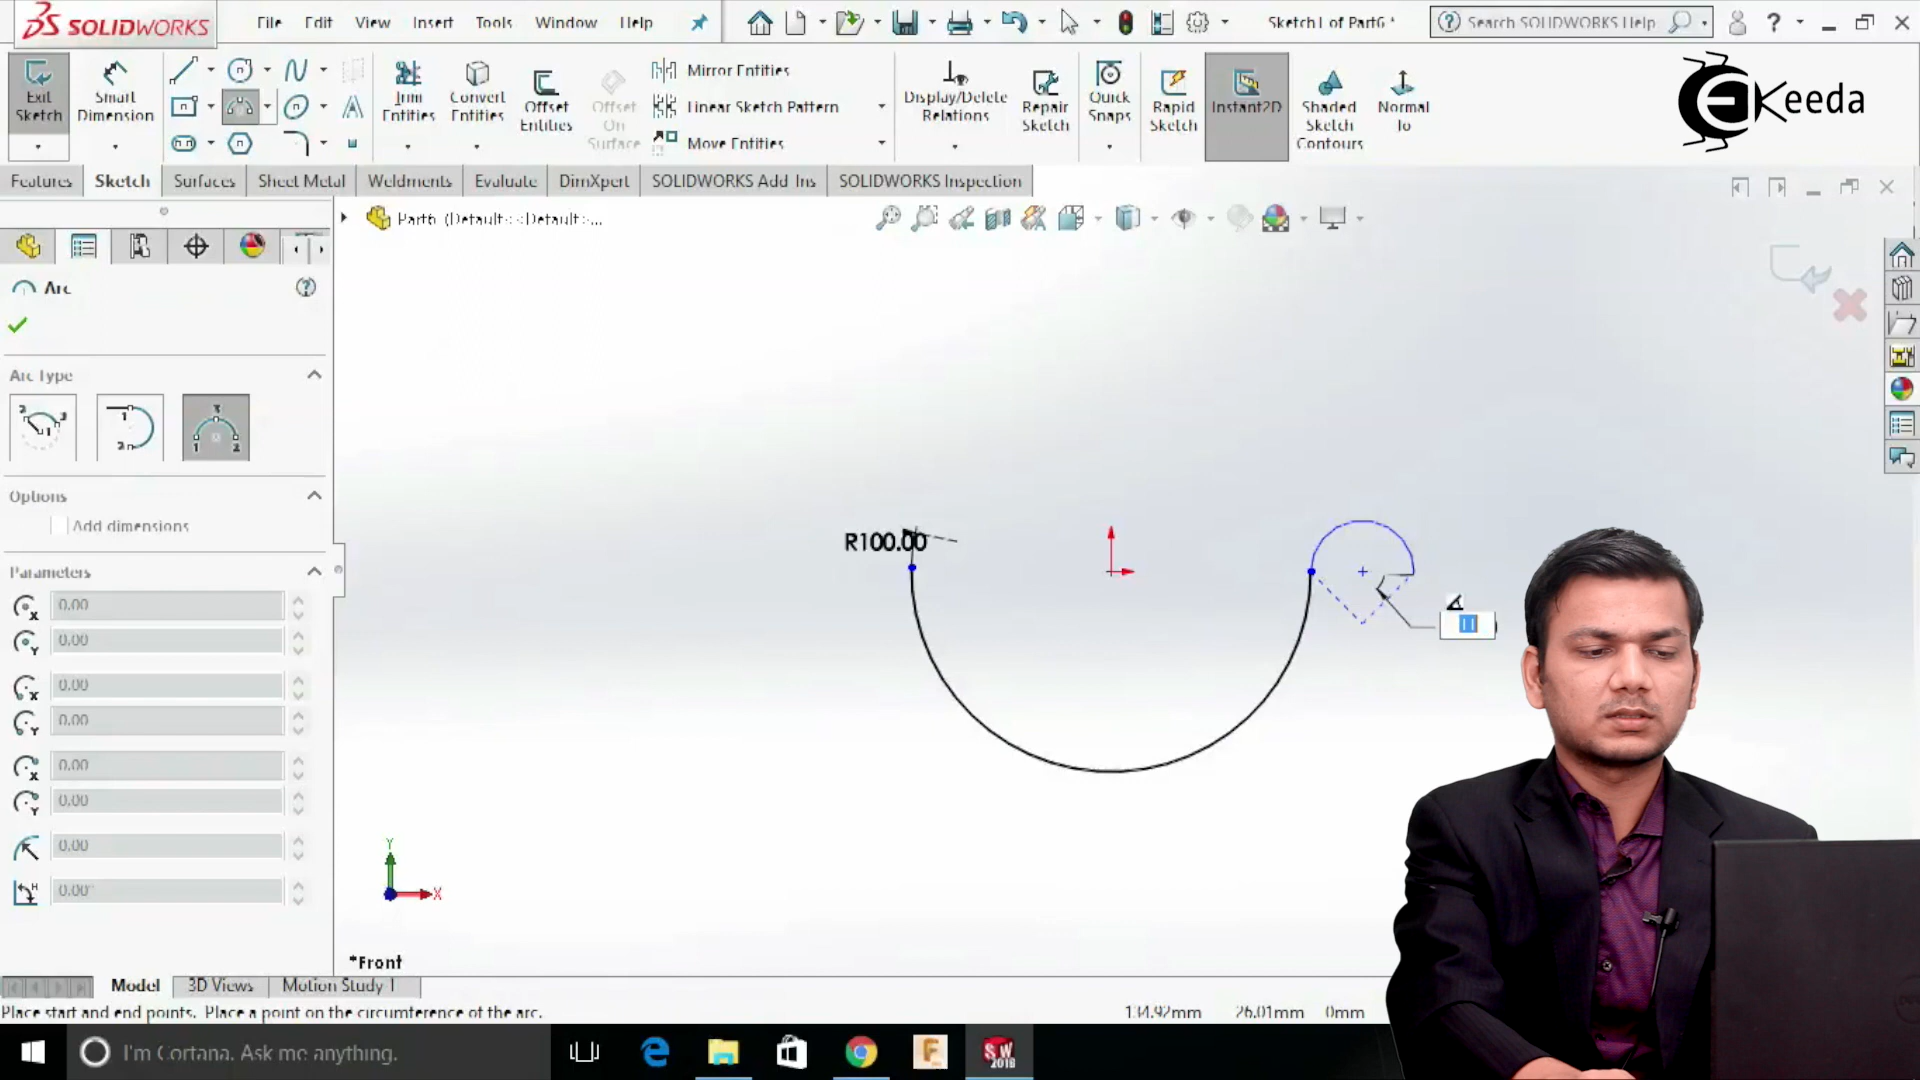 SOLIDWORKS File Edit View Insert Tools Window Help Sketch1 of Part6 * Search SOLIDWORKS Help ?
Exit Sketch
Smart Dimension
Trim Entities
Convert Entities
Offset Entities
Offset On Surface
Mirror Entities
Linear Sketch Pattern
Move Entities
Display/Delete Relations
Repair Sketch
Quick Snaps
Rapid Sketch
Instant2D
Shaded Sketch Contours
Normal To
EKeeda
Features Sketch Surfaces Sheet Metal Weldments Evaluate DimXpert SOLIDWORKS Add-Ins SOLIDWORKS Inspection
Part6 (Default<<Default>...
Arc
Arc Type
Options
Add dimensions
Parameters
0.00
0.00
0.00
0.00
0.00
0.00
0.00
0.00°
R100.00
Y
X
*Front
Model 3D Views Motion Study 1
Place start and end points. Place a point on the circumference of the arc.
134.92mm 26.01mm 0mm
I'm Cortana. Ask me anything.
SW
2018